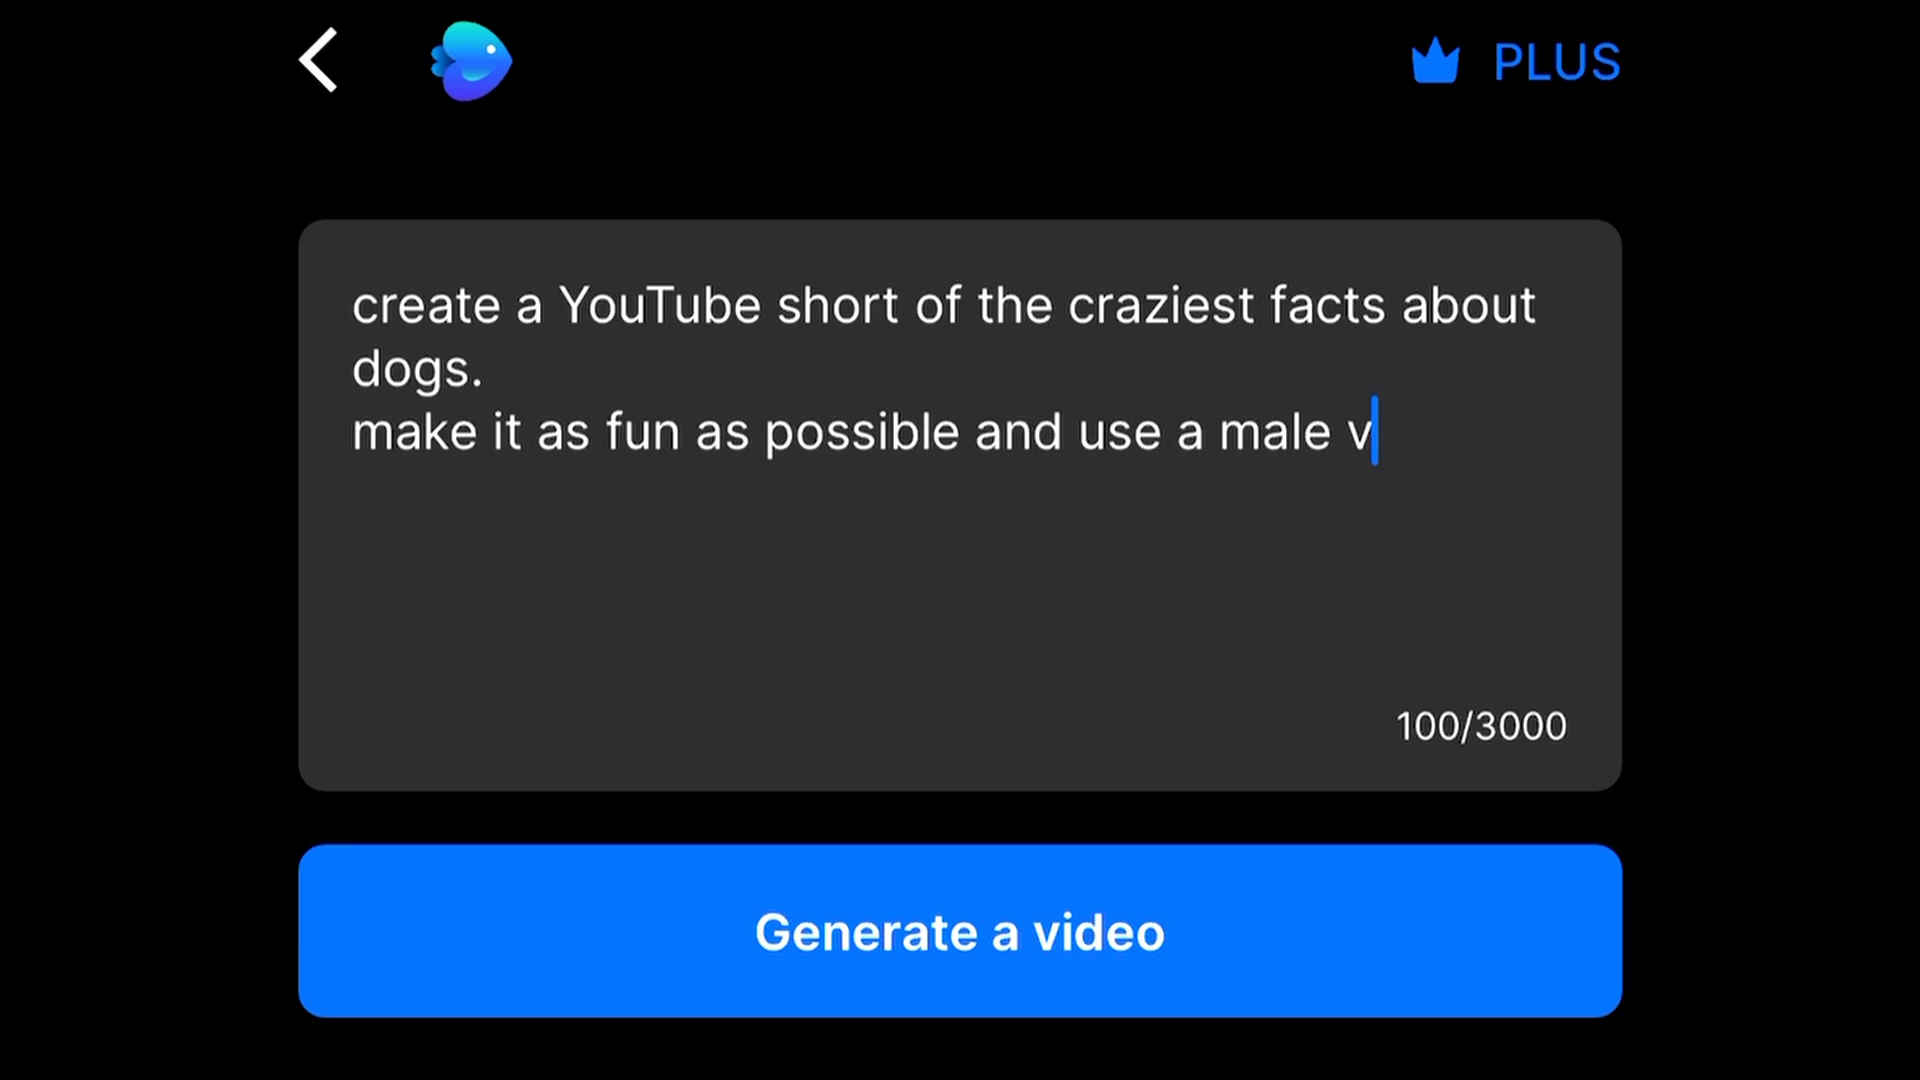 PLUS
create a YouTube short of the craziest facts about
dogs.
make it as fun as possible and use a male v
100/3000
Generate a video